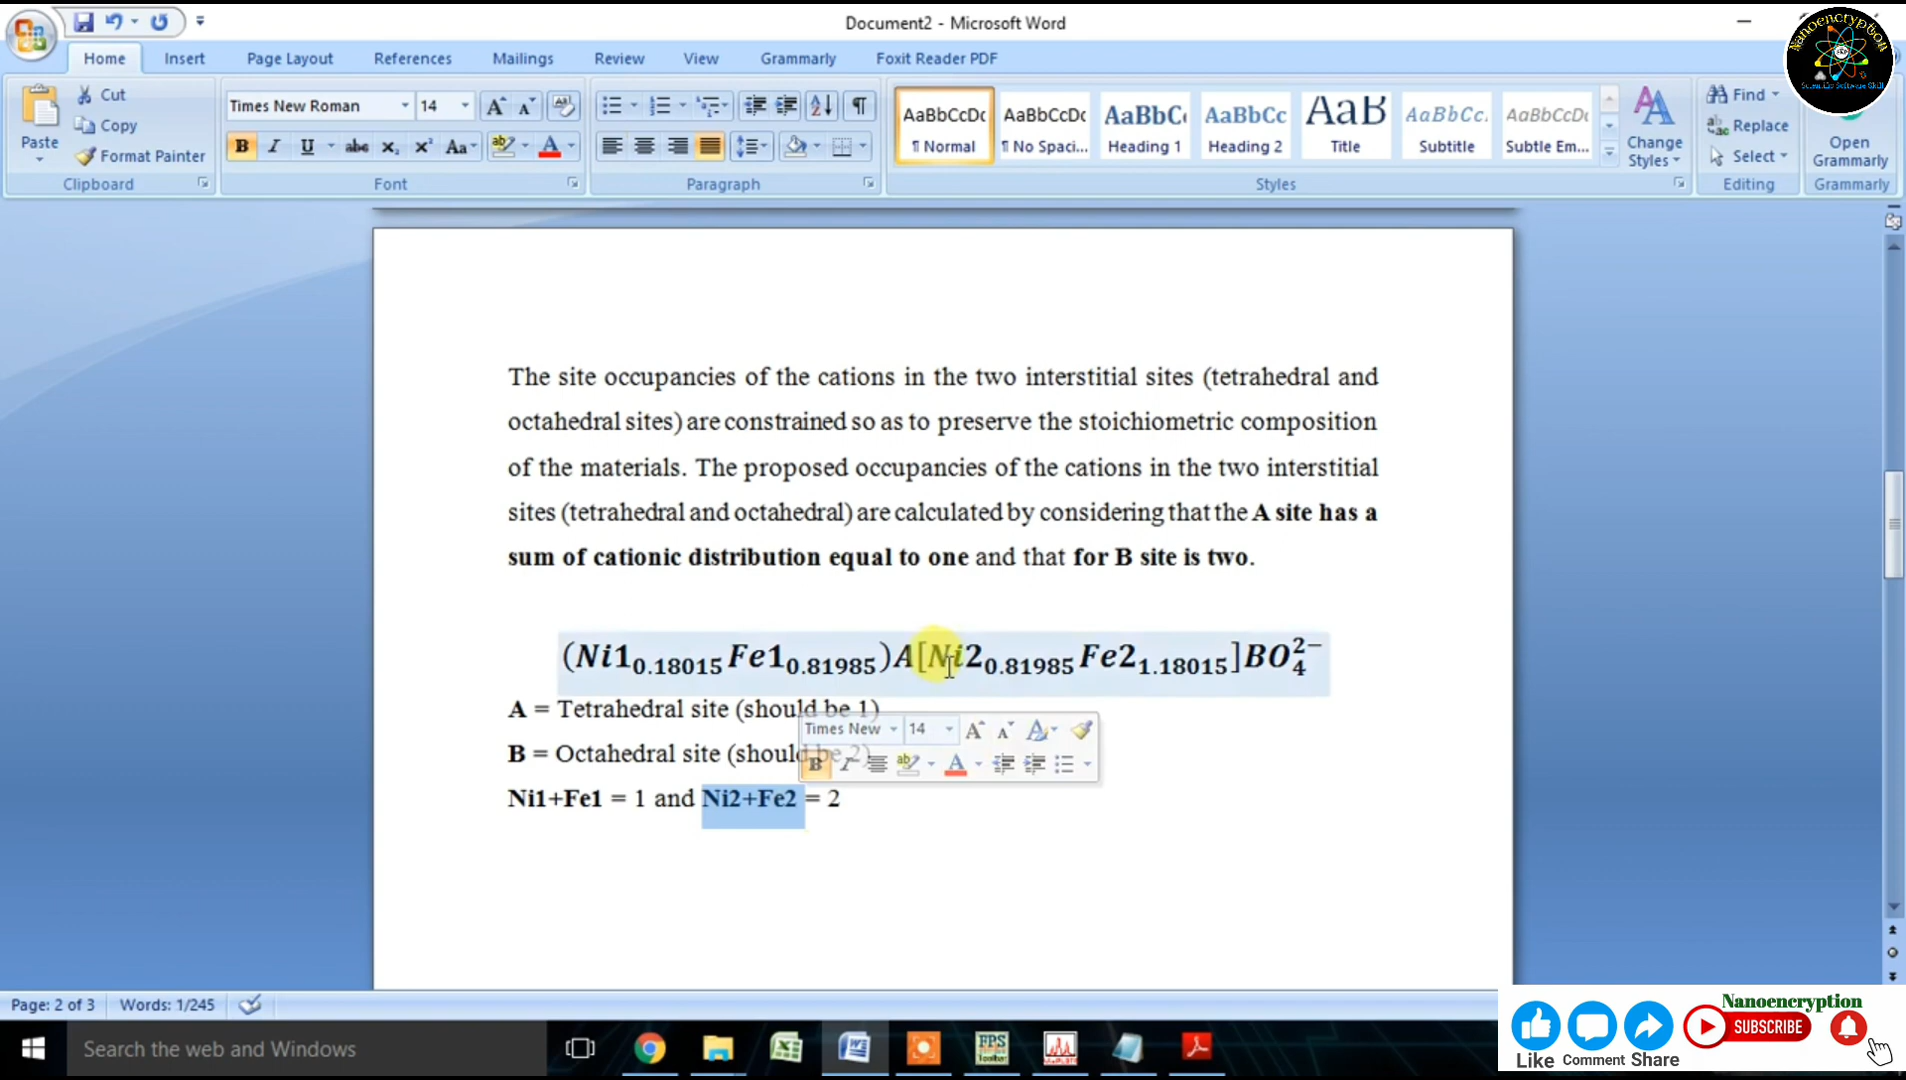 Document2 - Microsoft Word
Nanoencryption
Home Insert Page Layout References Mailings Review View Grammarly Foxit Reader PDF
Paste
Cut
Copy
Format Painter
Clipboard
Times New Roman 14
Font
Paragraph
AaBbCcDc AaBbCcDc AaBbC AaBbCc AaB AaBbCc. AaBbCcDc
¶ Normal ¶ No Spaci... Heading 1 Heading 2 Title Subtitle Subtle Em...
Change Styles
Styles
Find
Replace
Select
Editing
Open Grammarly
Grammarly
The site occupancies of the cations in the two interstitial sites (tetrahedral and
octahedral sites) are constrained so as to preserve the stoichiometric composition
of the materials. The proposed occupancies of the cations in the two interstitial
sites (tetrahedral and octahedral) are calculated by considering that the A site has a
sum of cationic distribution equal to one and that for B site is two.
(Ni1₀.₁₈₀₁₅Fe1₀.₈₁₉₈₅)A[Ni2₀.₈₁₉₈₅Fe2₁.₁₈₀₁₅]BO₄²⁻
A = Tetrahedral site (should be 1)
Times New 14
B = Octahedral site (should be 2)
Ni1+Fe1 = 1 and Ni2+Fe2 = 2
Page: 2 of 3 Words: 1/245
Nanoencryption
SUBSCRIBE
Like Comment Share
Search the web and Windows
FPS